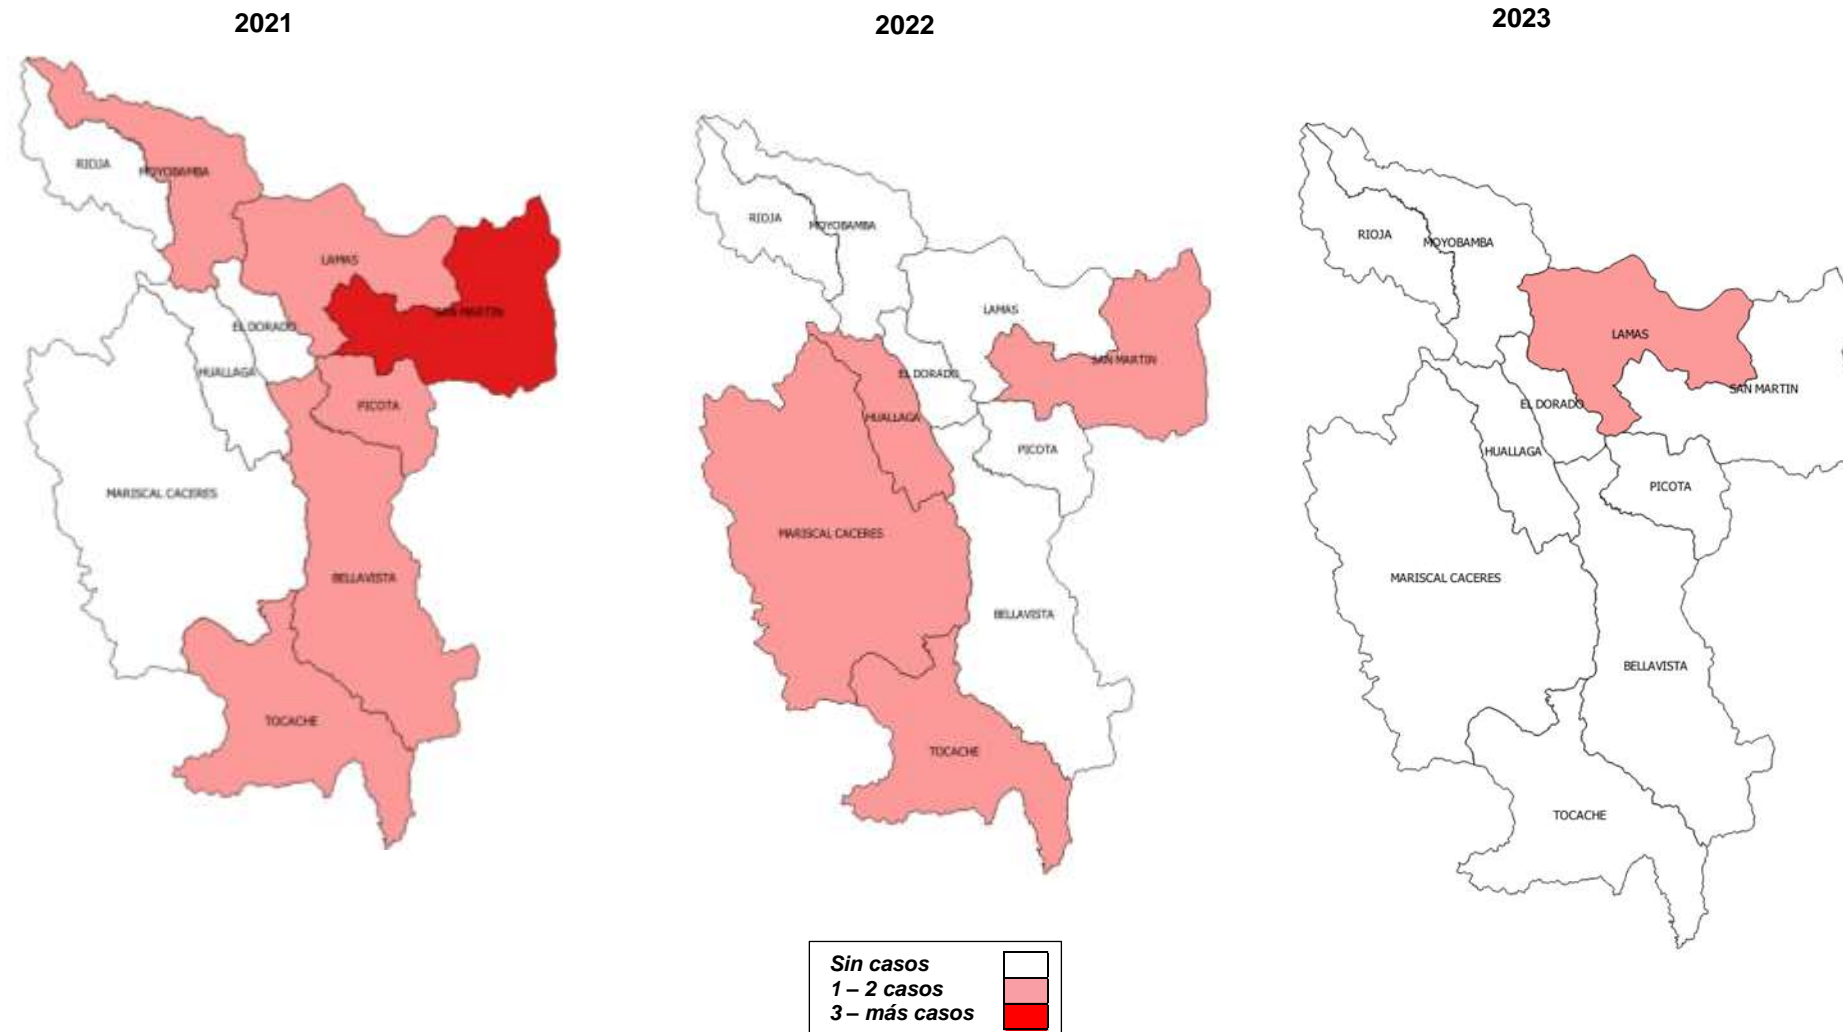 2021
2022
2023
RIOJA
MOYOBAMBA
LAMAS
SAN MARTIN
EL DORADO
HUALLAGA
PICOTA
MARISCAL CACERES
BELLAVISTA
TOCACHE
RIOJA
MOYOBAMBA
LAMAS
SAN MARTIN
EL DORADO
HUALLAGA
PICOTA
MARISCAL CACERES
BELLAVISTA
TOCACHE
RIOJA
MOYOBAMBA
LAMAS
SAN MARTIN
EL DORADO
HUALLAGA
PICOTA
MARISCAL CACERES
BELLAVISTA
TOCACHE
Sin casos
1 – 2 casos
3 – más casos